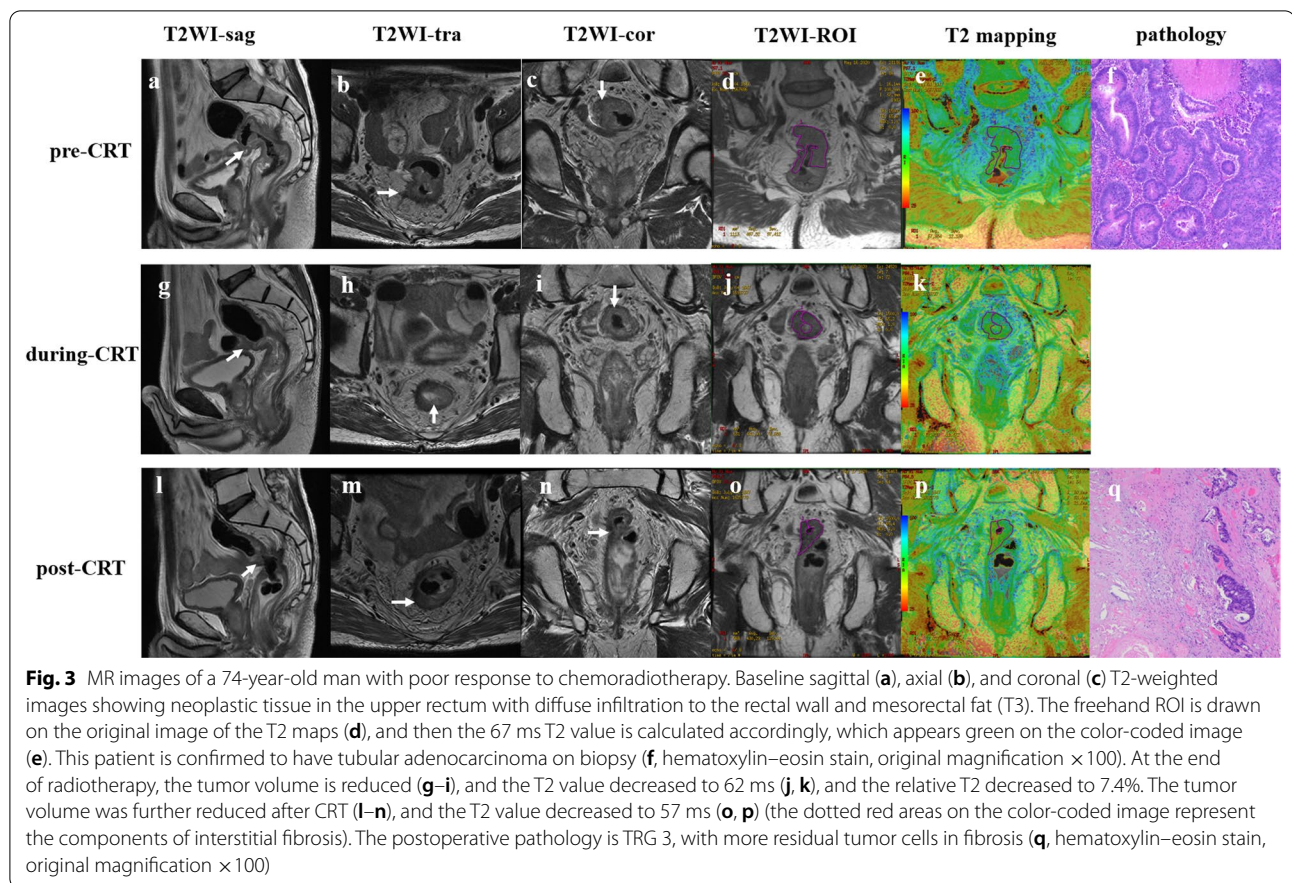 T2WI-sag T2WI-tra T2WI-cor T2WI-ROI T2 mapping pathology
pre-CRT
a b c d e f
during-CRT
g h i j k
post-CRT
l m n o p q
Fig. 3 MR images of a 74-year-old man with poor response to chemoradiotherapy. Baseline sagittal (a), axial (b), and coronal (c) T2-weighted
images showing neoplastic tissue in the upper rectum with diffuse infiltration to the rectal wall and mesorectal fat (T3). The freehand ROI is drawn
on the original image of the T2 maps (d), and then the 67 ms T2 value is calculated accordingly, which appears green on the color-coded image
(e). This patient is confirmed to have tubular adenocarcinoma on biopsy (f, hematoxylin–eosin stain, original magnification × 100). At the end
of radiotherapy, the tumor volume is reduced (g–i), and the T2 value decreased to 62 ms (j, k), and the relative T2 decreased to 7.4%. The tumor
volume was further reduced after CRT (l–n), and the T2 value decreased to 57 ms (o, p) (the dotted red areas on the color-coded image represent
the components of interstitial fibrosis). The postoperative pathology is TRG 3, with more residual tumor cells in fibrosis (q, hematoxylin–eosin stain,
original magnification × 100)